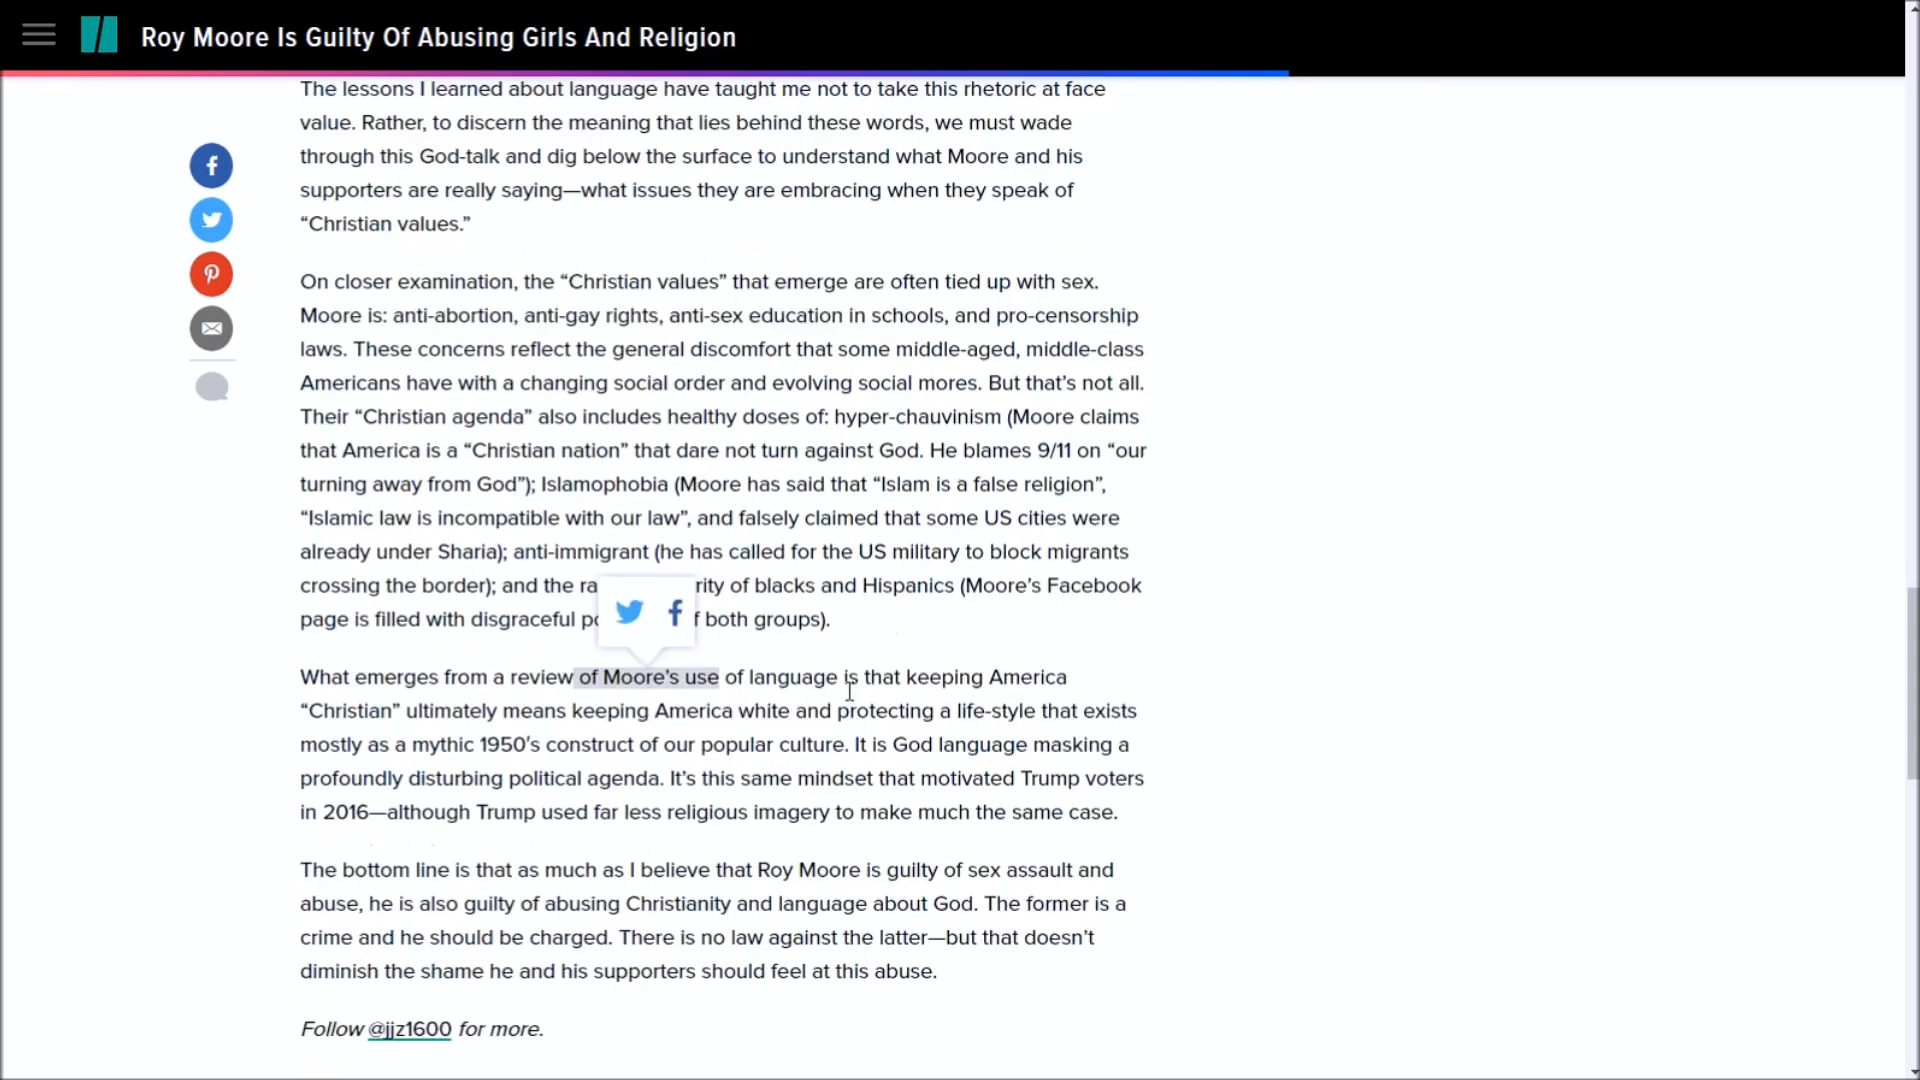 Roy Moore Is Guilty Of Abusing Girls And Religion
The lessons I learned about language have taught me not to take this rhetoric at face
value. Rather, to discern the meaning that lies behind these words, we must wade
through this God-talk and dig below the surface to understand what Moore and his
supporters are really saying—what issues they are embracing when they speak of
“Christian values.”
On closer examination, the “Christian values” that emerge are often tied up with sex.
Moore is: anti-abortion, anti-gay rights, anti-sex education in schools, and pro-censorship
laws. These concerns reflect the general discomfort that some middle-aged, middle-class
Americans have with a changing social order and evolving social mores. But that’s not all.
Their “Christian agenda” also includes healthy doses of: hyper-chauvinism (Moore claims
that America is a “Christian nation” that dare not turn against God. He blames 9/11 on “our
turning away from God”); Islamophobia (Moore has said that “Islam is a false religion”,
“Islamic law is incompatible with our law”, and falsely claimed that some US cities were
already under Sharia); anti-immigrant (he has called for the US military to block migrants
crossing the border); and the ra rity of blacks and Hispanics (Moore’s Facebook
page is filled with disgraceful po f both groups).
What emerges from a review of Moore’s use of language is that keeping America
“Christian” ultimately means keeping America white and protecting a life-style that exists
mostly as a mythic 1950’s construct of our popular culture. It is God language masking a
profoundly disturbing political agenda. It’s this same mindset that motivated Trump voters
in 2016—although Trump used far less religious imagery to make much the same case.
The bottom line is that as much as I believe that Roy Moore is guilty of sex assault and
abuse, he is also guilty of abusing Christianity and language about God. The former is a
crime and he should be charged. There is no law against the latter—but that doesn’t
diminish the shame he and his supporters should feel at this abuse.
Follow @jjz1600 for more.